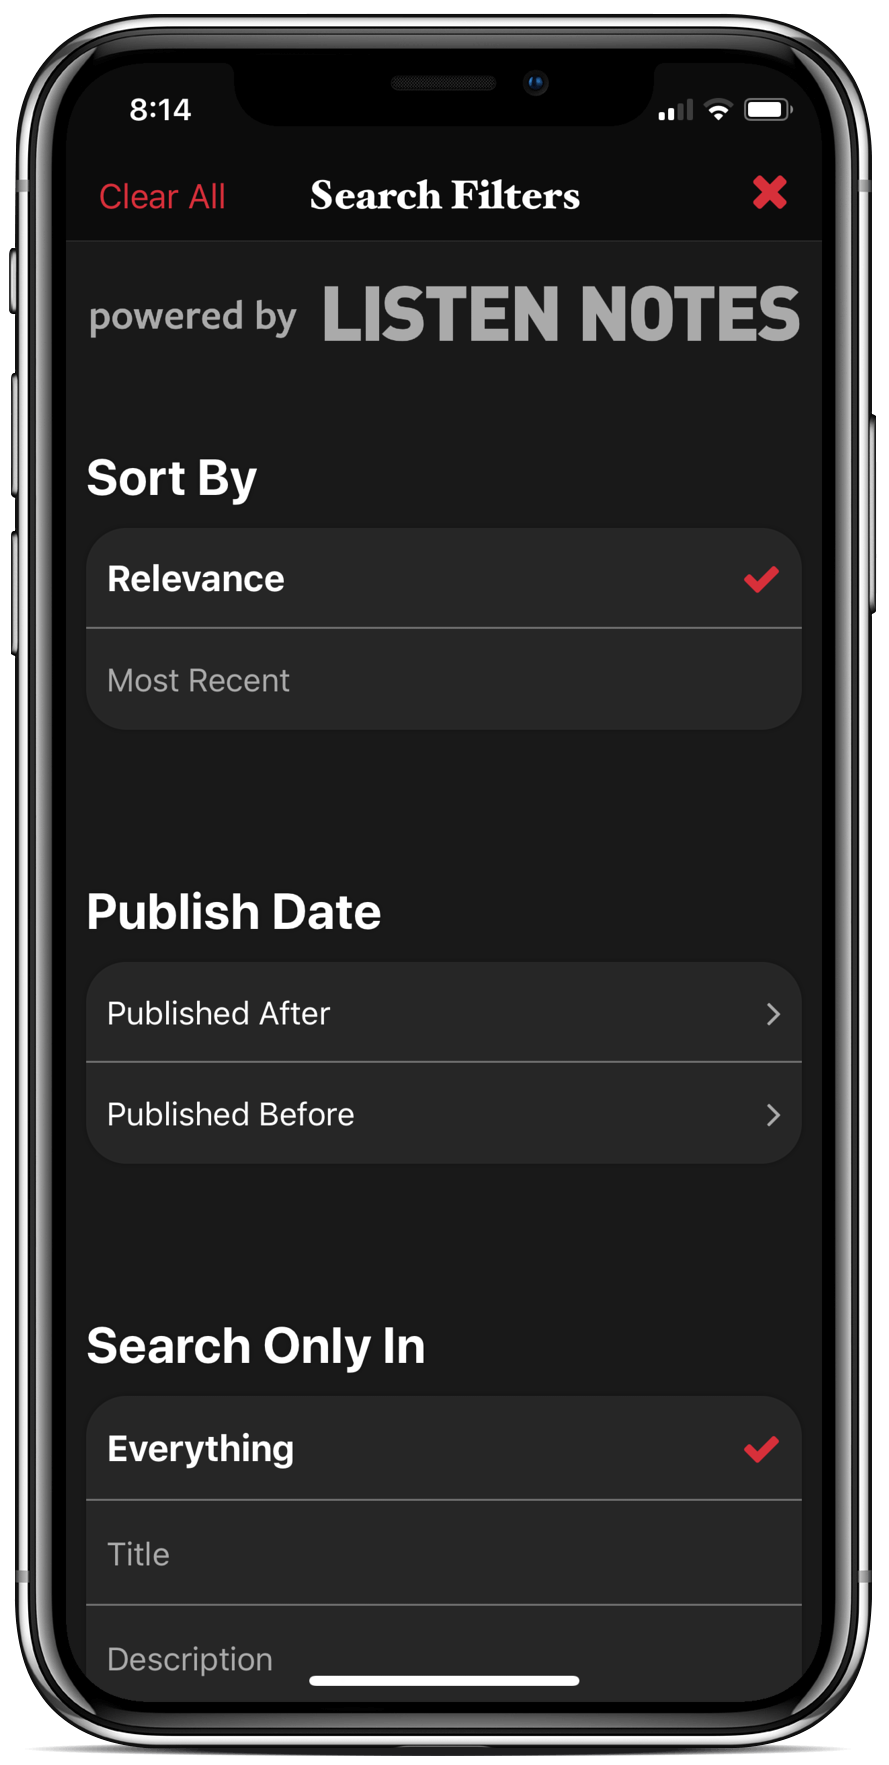 8:14
Clear All Search Filters
powered by LISTEN NOTES
Sort By
Relevance
Most Recent
Publish Date
Published After
Published Before
Search Only In
Everything
Title
Description